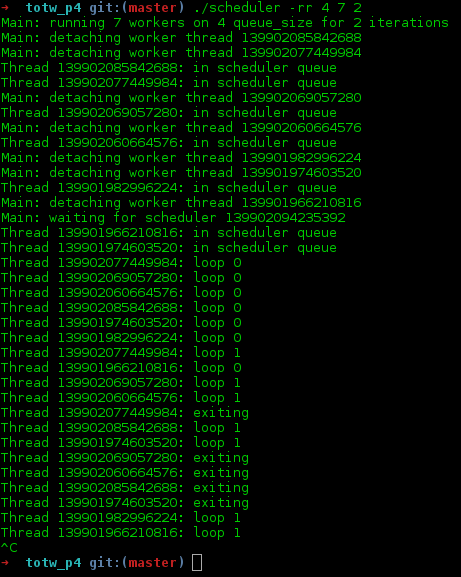 → totw_p4 git:(master) ./scheduler -rr 4 7 2
Main: running 7 workers on 4 queue_size for 2 iterations
Main: detaching worker thread 139902085842688
Main: detaching worker thread 139902077449984
Thread 139902085842688: in scheduler queue
Thread 139902077449984: in scheduler queue
Main: detaching worker thread 139902069057280
Thread 139902069057280: in scheduler queue
Main: detaching worker thread 139902060664576
Thread 139902060664576: in scheduler queue
Main: detaching worker thread 139901982996224
Main: detaching worker thread 139901974603520
Thread 139901982996224: in scheduler queue
Main: detaching worker thread 139901966210816
Main: waiting for scheduler 139902094235392
Thread 139901966210816: in scheduler queue
Thread 139901974603520: in scheduler queue
Thread 139902077449984: loop 0
Thread 139902069057280: loop 0
Thread 139902060664576: loop 0
Thread 139902085842688: loop 0
Thread 139901974603520: loop 0
Thread 139901982996224: loop 0
Thread 139902077449984: loop 1
Thread 139901966210816: loop 0
Thread 139902069057280: loop 1
Thread 139902060664576: loop 1
Thread 139902077449984: exiting
Thread 139902085842688: loop 1
Thread 139901974603520: loop 1
Thread 139902069057280: exiting
Thread 139902060664576: exiting
Thread 139902085842688: exiting
Thread 139901974603520: exiting
Thread 139901982996224: loop 1
Thread 139901966210816: loop 1
^C
→ totw_p4 git:(master)